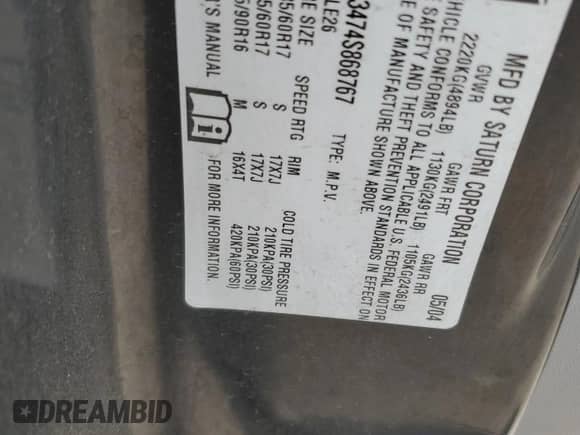 MFD BY SATURN CORPORATION 05/04
GVWR GAWR FRT GAWR RR
2220KG(4894LB) 1130KG(2491LB) 1105KG(2436LB)
VEHICLE CONFORMS TO ALL APPLICABLE U.S. FEDERAL MOTOR
SAFETY AND THEFT PREVENTION STANDARDS IN EFFECT ON
OF MANUFACTURE SHOWN ABOVE.
3474S868767 TYPE: M.P.V.
LE26
SIZE SPEED RTG RIM COLD TIRE PRESSURE
5/60R17 S 17X7J 210KPA(30PSI)
5/60R17 S 17X7J 210KPA(30PSI)
5/90R16 M 16X4T 420KPA(60PSI)
'S MANUAL FOR MORE INFORMATION.
DREAMBID